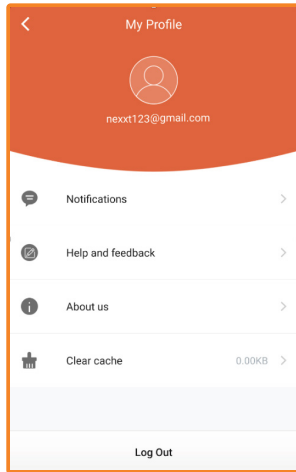 My Profile
nexxt123@gmail.com
Notifications
Help and feedback
About us
Clear cache 0.00KB
Log Out